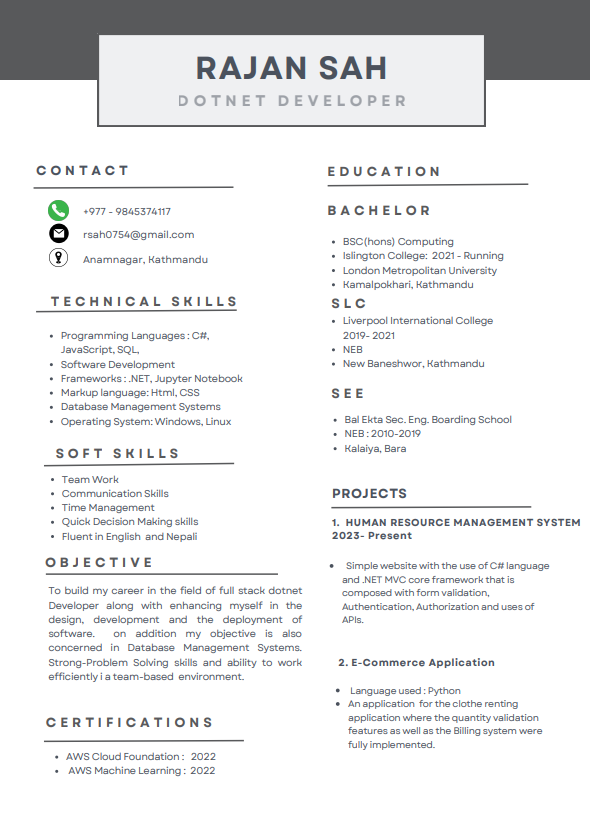 RAJAN SAH
DOTNET DEVELOPER
CONTACT
+977 - 9845374117
rsah0754@gmail.com
Anamnagar, Kathmandu
TECHNICAL SKILLS
• Programming Languages : C#,
JavaScript, SQL,
• Software Development
• Frameworks : .NET, Jupyter Notebook
• Markup language: Html, CSS
• Database Management Systems
• Operating System: Windows, Linux
SOFT SKILLS
• Team Work
• Communication Skills
• Time Management
• Quick Decision Making skills
• Fluent in English and Nepali
OBJECTIVE
To build my career in the field of full stack dotnet
Developer along with enhancing myself in the
design, development and the deployment of
software. on addition my objective is also
concerned in Database Management Systems.
Strong-Problem Solving skills and ability to work
efficiently i a team-based environment.
CERTIFICATIONS
• AWS Cloud Foundation : 2022
• AWS Machine Learning : 2022
EDUCATION
BACHELOR
• BSC(hons) Computing
• Islington College: 2021 - Running
• London Metropolitan University
• Kamalpokhari, Kathmandu
SLC
• Liverpool International College
2019- 2021
• NEB
• New Baneshwor, Kathmandu
SEE
• Bal Ekta Sec. Eng. Boarding School
• NEB : 2010-2019
• Kalaiya, Bara
PROJECTS
1. HUMAN RESOURCE MANAGEMENT SYSTEM
2023- Present
• Simple website with the use of C# language
and .NET MVC core framework that is
composed with form validation,
Authentication, Authorization and uses of
APIs.
2. E-Commerce Application
• Language used : Python
• An application for the clothe renting
application where the quantity validation
features as well as the Billing system were
fully implemented.